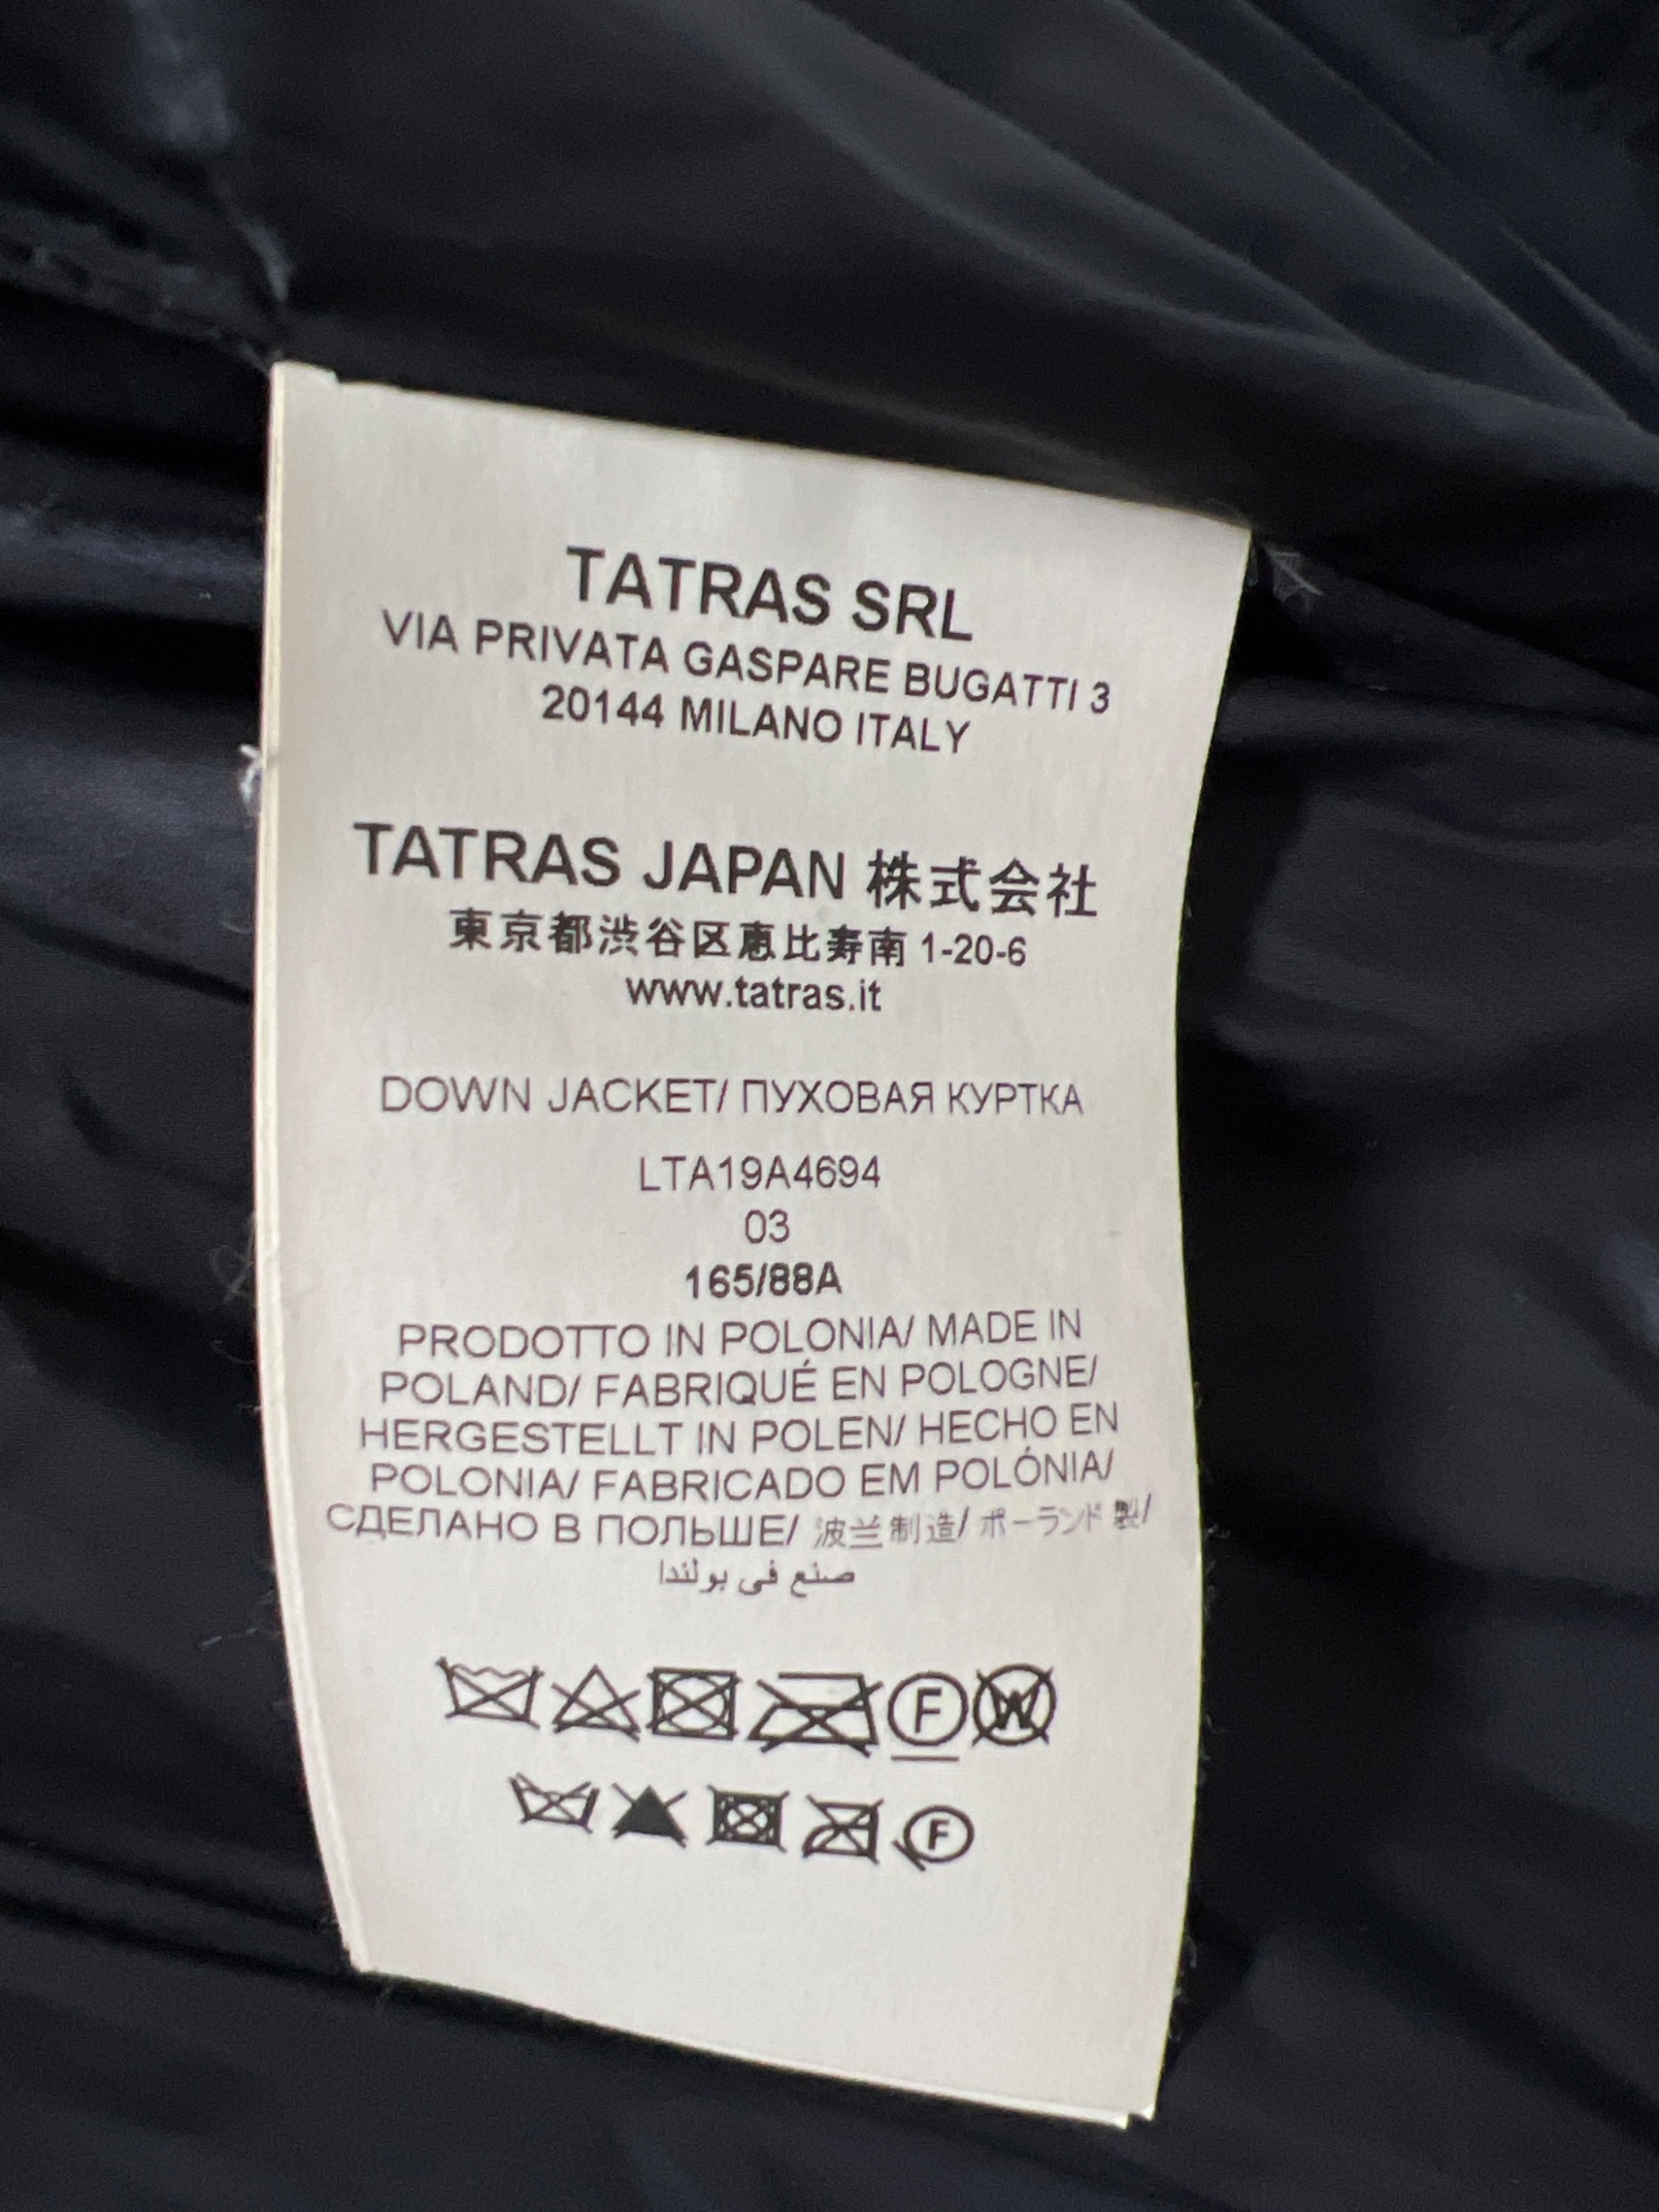 TATRAS SRL
VIA PRIVATA GASPARE BUGATTI 3
20144 MILANO ITALY
TATRAS JAPAN 株式会社
東京都渋谷区恵比寿南 1-20-6
www.tatras.it
DOWN JACKET/ ПУХОВАЯ КУРТКА
LTA19A4694
03
165/88A
PRODOTTO IN POLONIA/ MADE IN
POLAND/ FABRIQUÉ EN POLOGNE/
HERGESTELLT IN POLEN/ HECHO EN
POLONIA/ FABRICADO EM POLÓNIA/
СДЕЛАНО В ПОЛЬШЕ/ 波兰制造/ ポーランド製/
صنع في بولندا
F W
F